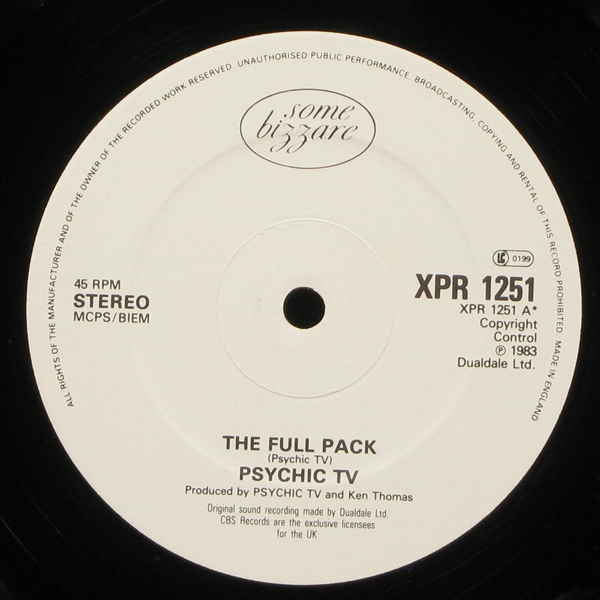 ALL RIGHTS OF THE MANUFACTURER AND OF THE OWNER OF THE RECORDED WORK RESERVED. UNAUTHORISED PUBLIC PERFORMANCE, BROADCASTING, COPYING AND RENTAL OF THIS RECORD PROHIBITED. MADE IN ENGLAND
some
bizzare
LC 0199
45 RPM
STEREO
MCPS/BIEM
XPR 1251
XPR 1251 A*
Copyright
Control
℗ 1983
Dualdale Ltd.
THE FULL PACK
(Psychic TV)
PSYCHIC TV
Produced by PSYCHIC TV and Ken Thomas
Original sound recording made by Dualdale Ltd.
CBS Records are the exclusive licensees
for the UK